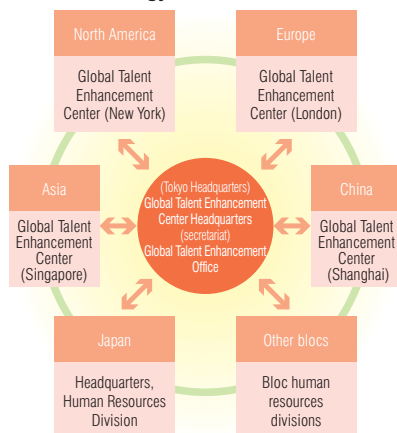 North America
Global Talent
Enhancement
Center (New York)
Europe
Global Talent
Enhancement
Center (London)
Asia
Global Talent
Enhancement
Center
(Singapore)
(Tokyo Headquarters)
Global Talent Enhancement
Center Headquarters
(secretariat)
Global Talent Enhancement
Office
China
Global Talent
Enhancement
Center
(Shanghai)
Japan
Headquarters,
Human Resources
Division
Other blocs
Bloc human
resources
divisions